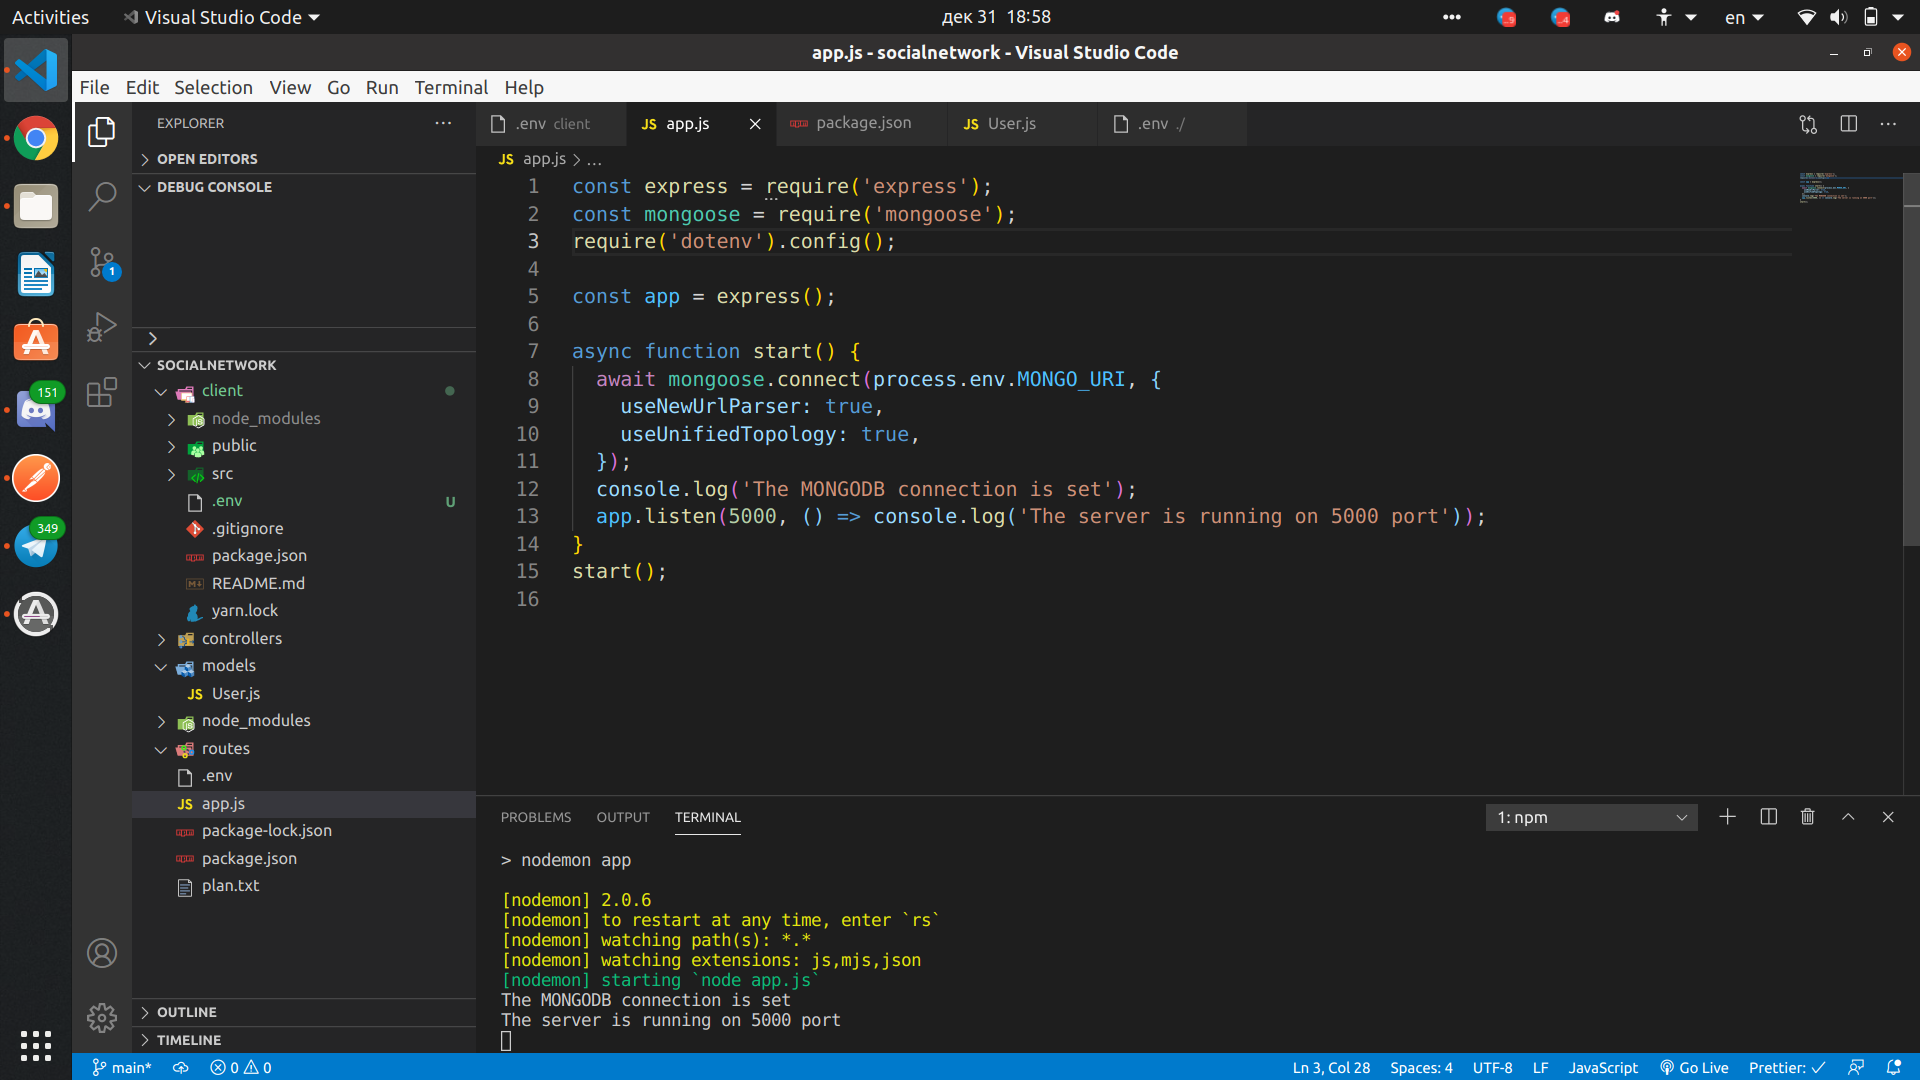 Activities
Visual Studio Code
дек 31 18:58
en
app.js - socialnetwork - Visual Studio Code
File Edit Selection View Go Run Terminal Help
EXPLORER
OPEN EDITORS
DEBUG CONSOLE
SOCIALNETWORK
client
node_modules
public
src
.env U
.gitignore
package.json
README.md
yarn.lock
controllers
models
JS User.js
node_modules
routes
.env
JS app.js
package-lock.json
package.json
plan.txt
OUTLINE
TIMELINE
151
349
1
.env client
JS app.js
package.json
JS User.js
.env ./
JS app.js > ...
1 const express = require('express');
2 const mongoose = require('mongoose');
3 require('dotenv').config();
4
5 const app = express();
6
7 async function start() {
8 await mongoose.connect(process.env.MONGO_URI, {
9 useNewUrlParser: true,
10 useUnifiedTopology: true,
11 });
12 console.log('The MONGODB connection is set');
13 app.listen(5000, () => console.log('The server is running on 5000 port'));
14 }
15 start();
16
PROBLEMS OUTPUT TERMINAL
1: npm
> nodemon app
[nodemon] 2.0.6
[nodemon] to restart at any time, enter `rs`
[nodemon] watching path(s): *.*
[nodemon] watching extensions: js,mjs,json
[nodemon] starting `node app.js`
The MONGODB connection is set
The server is running on 5000 port
main* 0 0
Ln 3, Col 28 Spaces: 4 UTF-8 LF JavaScript Go Live Prettier: ✓